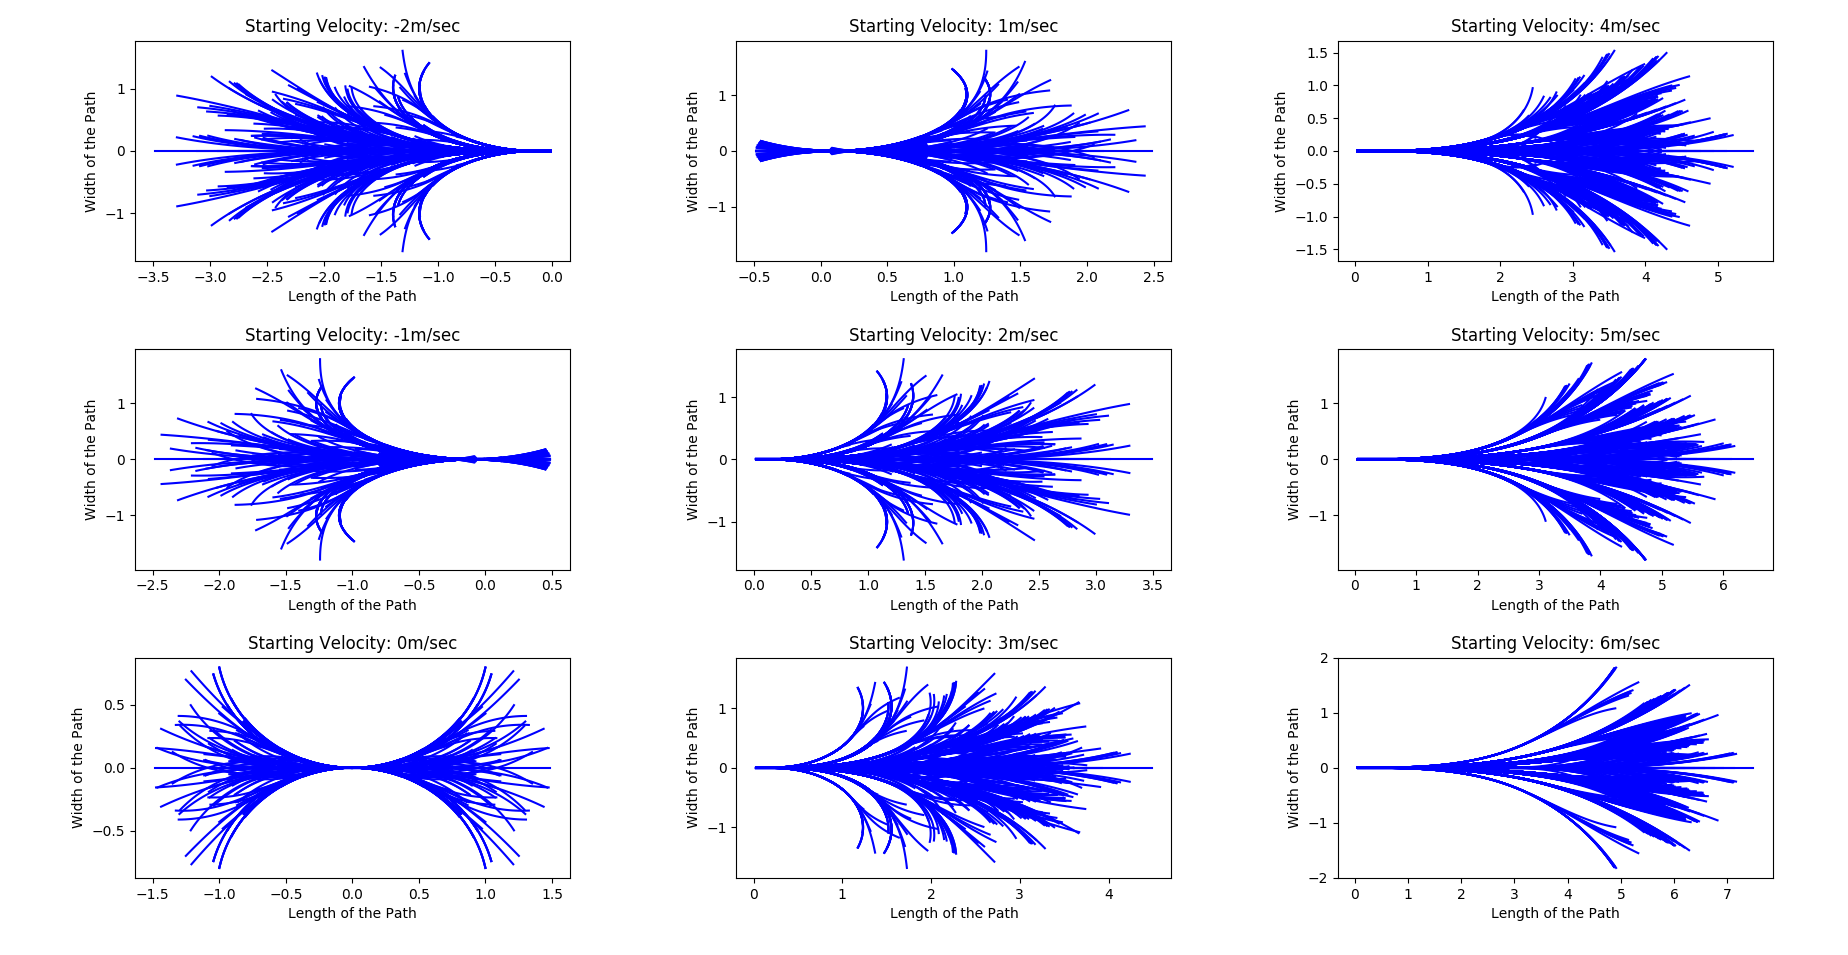 Starting Velocity: -2m/sec
Width of the Path
1
0
−1
−3.5 −3.0 −2.5 −2.0 −1.5 −1.0 −0.5 0.0
Length of the Path
Starting Velocity: 1m/sec
Width of the Path
1
0
−1
−0.5 0.0 0.5 1.0 1.5 2.0 2.5
Length of the Path
Starting Velocity: 4m/sec
Width of the Path
1.5
1.0
0.5
0.0
−0.5
−1.0
−1.5
0 1 2 3 4 5
Length of the Path
Starting Velocity: -1m/sec
Width of the Path
1
0
−1
−2.5 −2.0 −1.5 −1.0 −0.5 0.0 0.5
Length of the Path
Starting Velocity: 2m/sec
Width of the Path
1
0
−1
0.0 0.5 1.0 1.5 2.0 2.5 3.0 3.5
Length of the Path
Starting Velocity: 5m/sec
Width of the Path
1
0
−1
0 1 2 3 4 5 6
Length of the Path
Starting Velocity: 0m/sec
Width of the Path
0.5
0.0
−0.5
−1.5 −1.0 −0.5 0.0 0.5 1.0 1.5
Length of the Path
Starting Velocity: 3m/sec
Width of the Path
1
0
−1
0 1 2 3 4
Length of the Path
Starting Velocity: 6m/sec
Width of the Path
2
1
0
−1
−2
0 1 2 3 4 5 6 7
Length of the Path